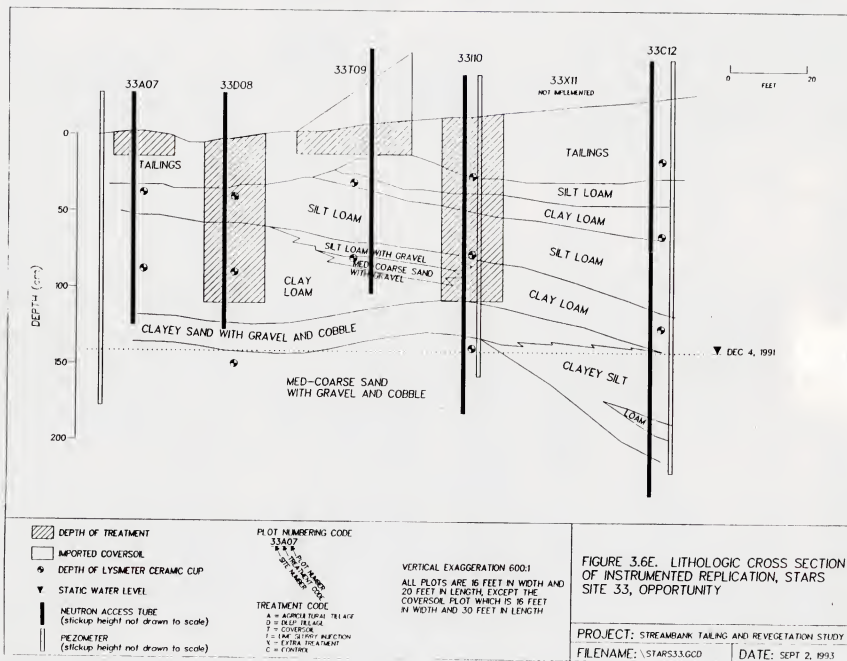 33A07
33D08
33T09
33I10
33X11
NOT IMPLEMENTED
33C12
0 20
FEET
DEPTH (cm)
0
50
100
150
200
TAILINGS
TAILINGS
SILT LOAM
CLAY LOAM
SILT LOAM
SILT LOAM
SILT LOAM WITH GRAVEL
MED-COARSE SAND
WITH GRAVEL
CLAY
LOAM
CLAY LOAM
CLAYEY SAND WITH GRAVEL AND COBBLE
DEC 4, 1991
CLAYEY SILT
MED-COARSE SAND
WITH GRAVEL AND COBBLE
LOAM
DEPTH OF TREATMENT
IMPORTED COVERSOIL
DEPTH OF LYSIMETER CERAMIC CUP
STATIC WATER LEVEL
NEUTRON ACCESS TUBE
(stickup height not drawn to scale)
PIEZOMETER
(stickup height not drawn to scale)
PLOT NUMBERING CODE
33A07
PLOT NUMBER
TREATMENT CODE
SITE NUMBER
TREATMENT CODE
A = AGRICULTURAL TILLAGE
D = DEEP TILLAGE
T = COVERSOIL
I = LIME SLURRY INJECTION
X = EXTRA TREATMENT
C = CONTROL
VERTICAL EXAGGERATION 600:1
ALL PLOTS ARE 16 FEET IN WIDTH AND
20 FEET IN LENGTH, EXCEPT THE
COVERSOIL PLOT WHICH IS 16 FEET
IN WIDTH AND 30 FEET IN LENGTH
FIGURE 3.6E. LITHOLOGIC CROSS SECTION
OF INSTRUMENTED REPLICATION, STARS
SITE 33, OPPORTUNITY
PROJECT: STREAMBANK TAILING AND REVEGETATION STUDY
FILENAME: \STARS33.GCD DATE: SEPT 2, 1993